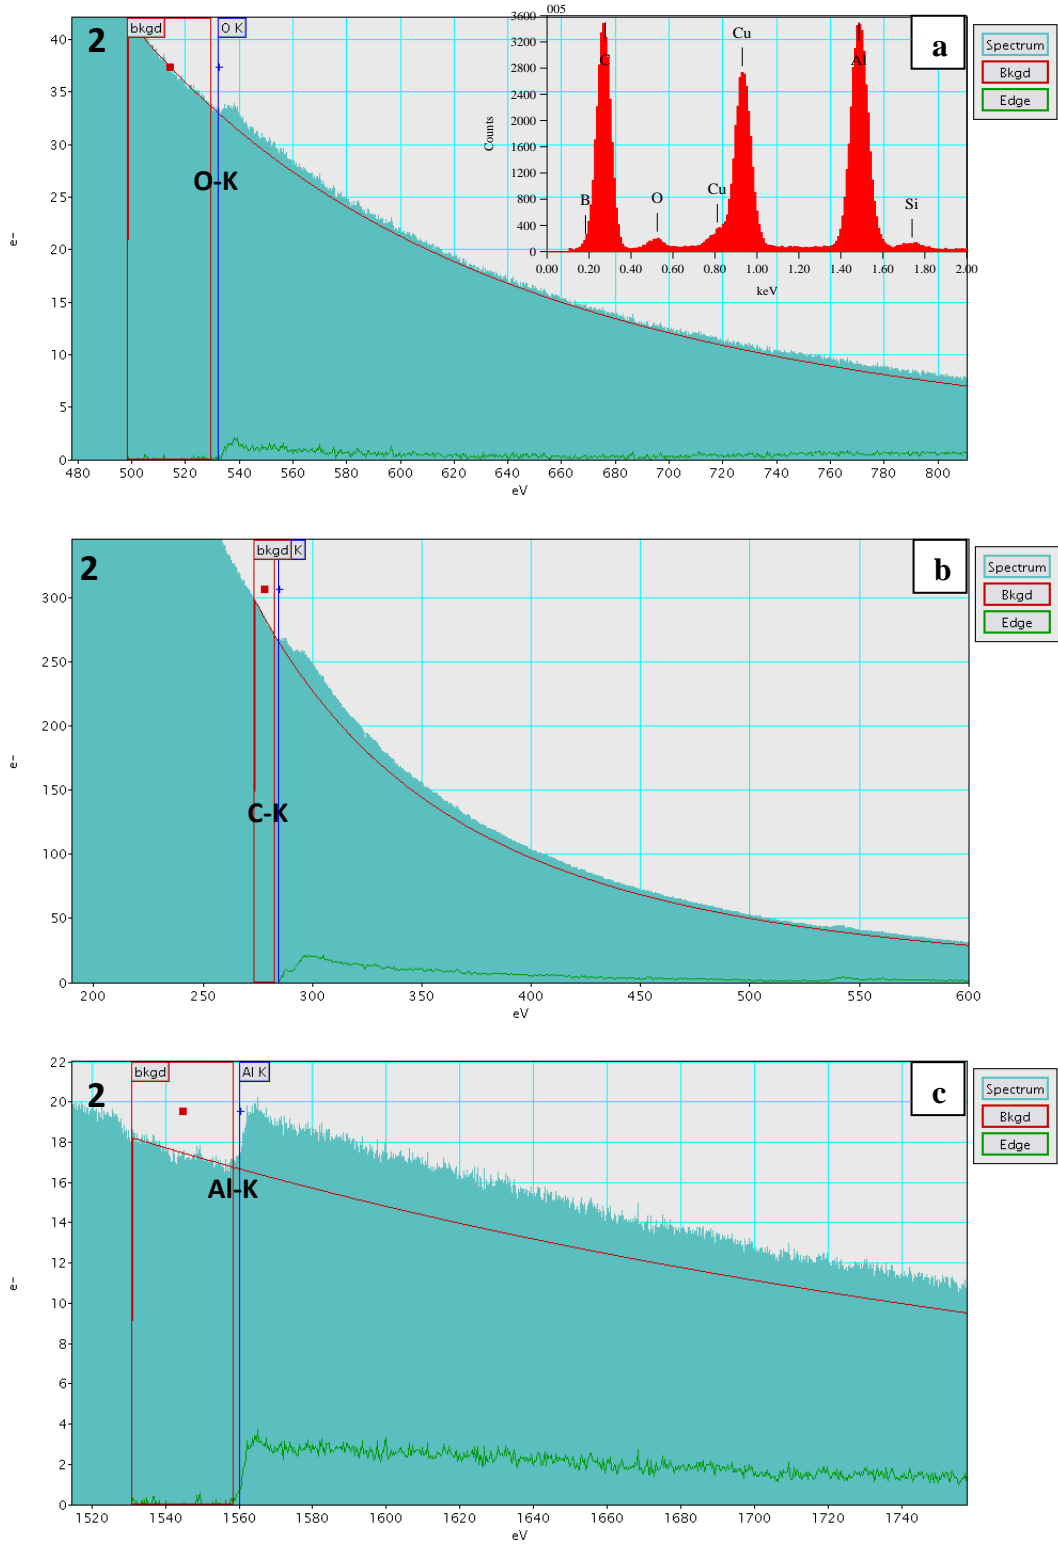 2
bkgd
O K
a
O-K
40
35
30
25
20
15
10
5
0
e-
480 500 520 540 560 580 600 620 640 660 680 700 720 740 760 780 800
eV
005
3600
3200
2800
2400
2000
1600
1200
800
400
0
Counts
B
C
O
Cu
Cu
Al
Si
0.00 0.20 0.40 0.60 0.80 1.00 1.20 1.40 1.60 1.80 2.00
keV
Spectrum
Bkgd
Edge
2
bkgd K
b
C-K
300
250
200
150
100
50
0
e-
200 250 300 350 400 450 500 550 600
eV
Spectrum
Bkgd
Edge
2
bkgd
Al K
c
Al-K
22
20
18
16
14
12
10
8
6
4
2
0
e-
1520 1540 1560 1580 1600 1620 1640 1660 1680 1700 1720 1740
eV
Spectrum
Bkgd
Edge